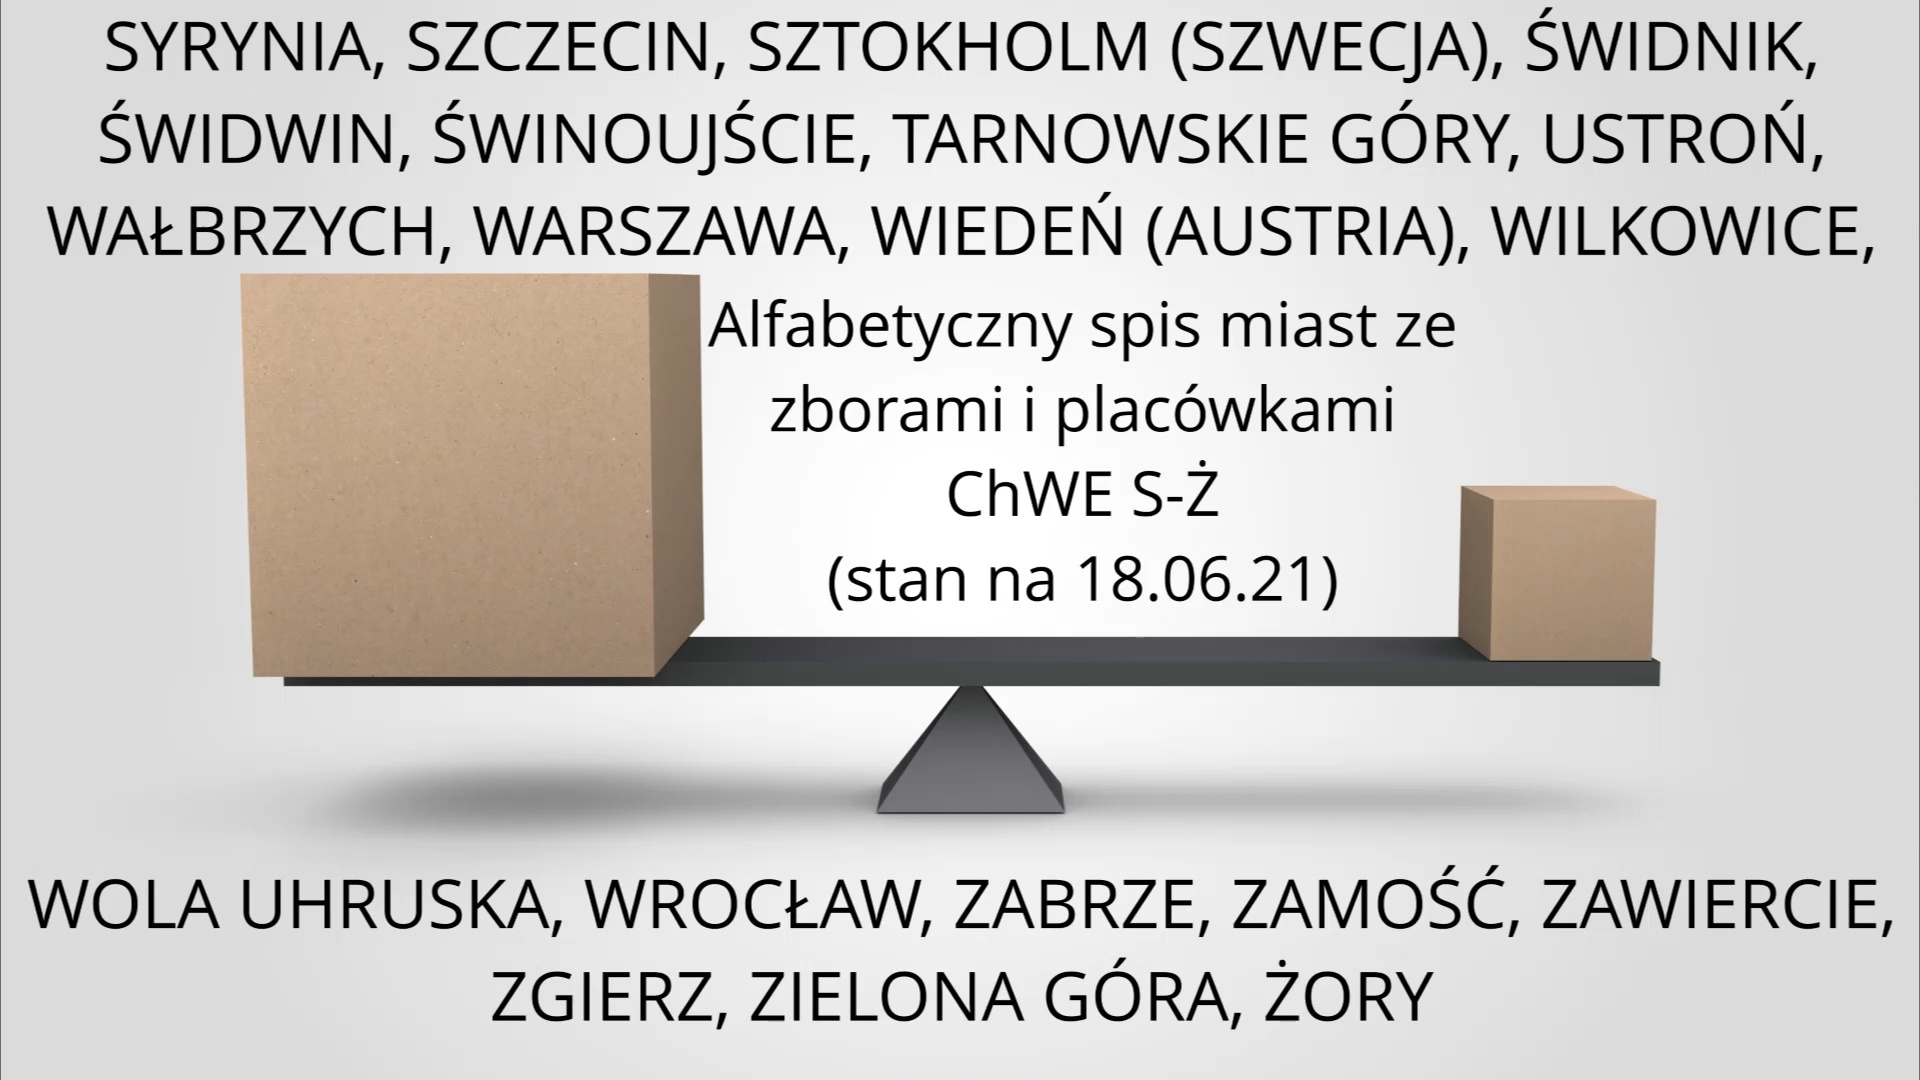 SYRYNIA, SZCZECIN, SZTOKHOLM (SZWECJA), ŚWIDNIK,
ŚWIDWIN, ŚWINOUJŚCIE, TARNOWSKIE GÓRY, USTROŃ,
WAŁBRZYCH, WARSZAWA, WIEDEŃ (AUSTRIA), WILKOWICE,
Alfabetyczny spis miast ze
zborami i placówkami
ChWE S-Ż
(stan na 18.06.21)
WOLA UHRUSKA, WROCŁAW, ZABRZE, ZAMOŚĆ, ZAWIERCIE,
ZGIERZ, ZIELONA GÓRA, ŻORY